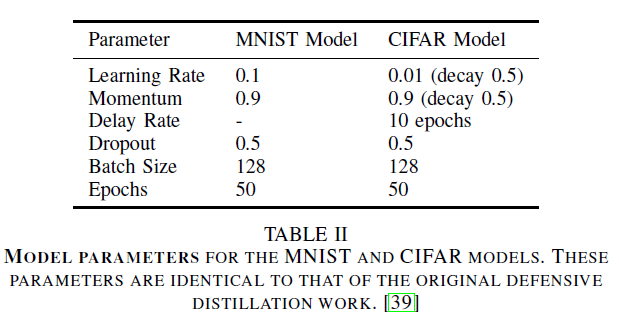 Parameter MNIST Model CIFAR Model
Learning Rate 0.1 0.01 (decay 0.5)
Momentum 0.9 0.9 (decay 0.5)
Delay Rate - 10 epochs
Dropout 0.5 0.5
Batch Size 128 128
Epochs 50 50
TABLE II
MODEL PARAMETERS FOR THE MNIST AND CIFAR MODELS. THESE
PARAMETERS ARE IDENTICAL TO THAT OF THE ORIGINAL DEFENSIVE
DISTILLATION WORK. [39]